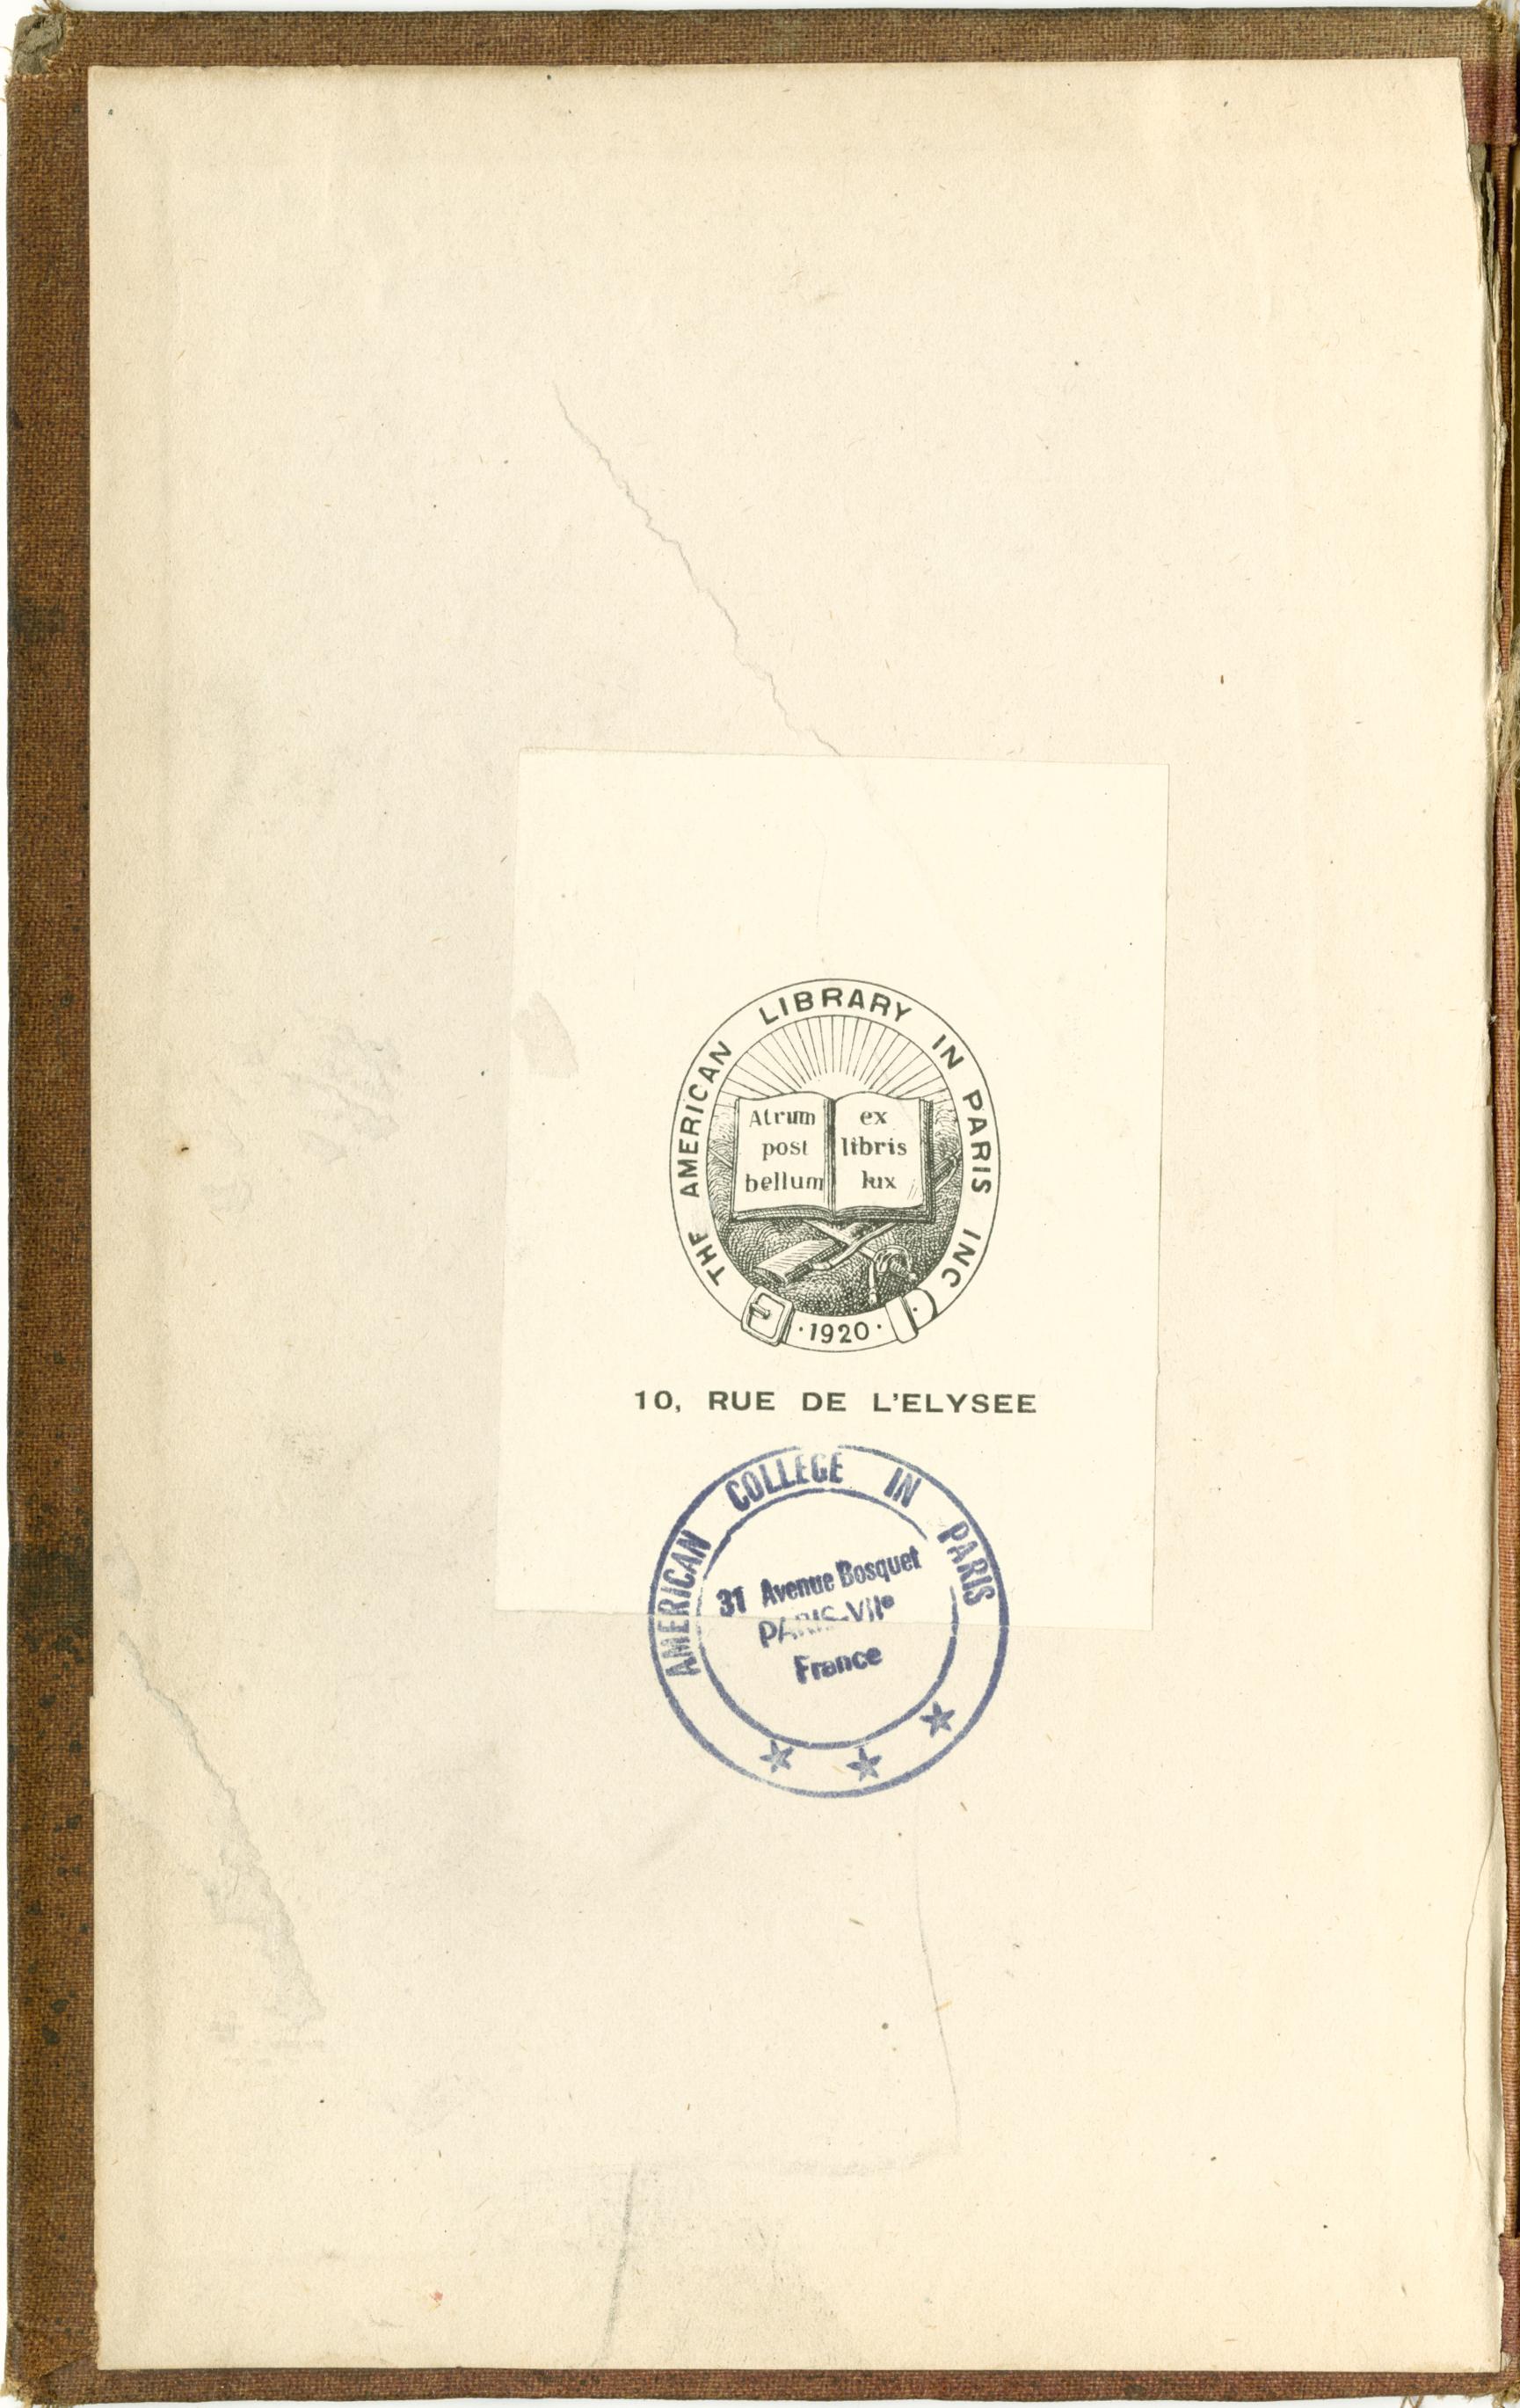 THE AMERICAN LIBRARY IN PARIS INC
Atrum
post
bellum
ex
libris
lux
·1920·
10, RUE DE L'ELYSEE
AMERICAN COLLEGE IN PARIS
31 Avenue Bosquet
PARIS-VIIe
France